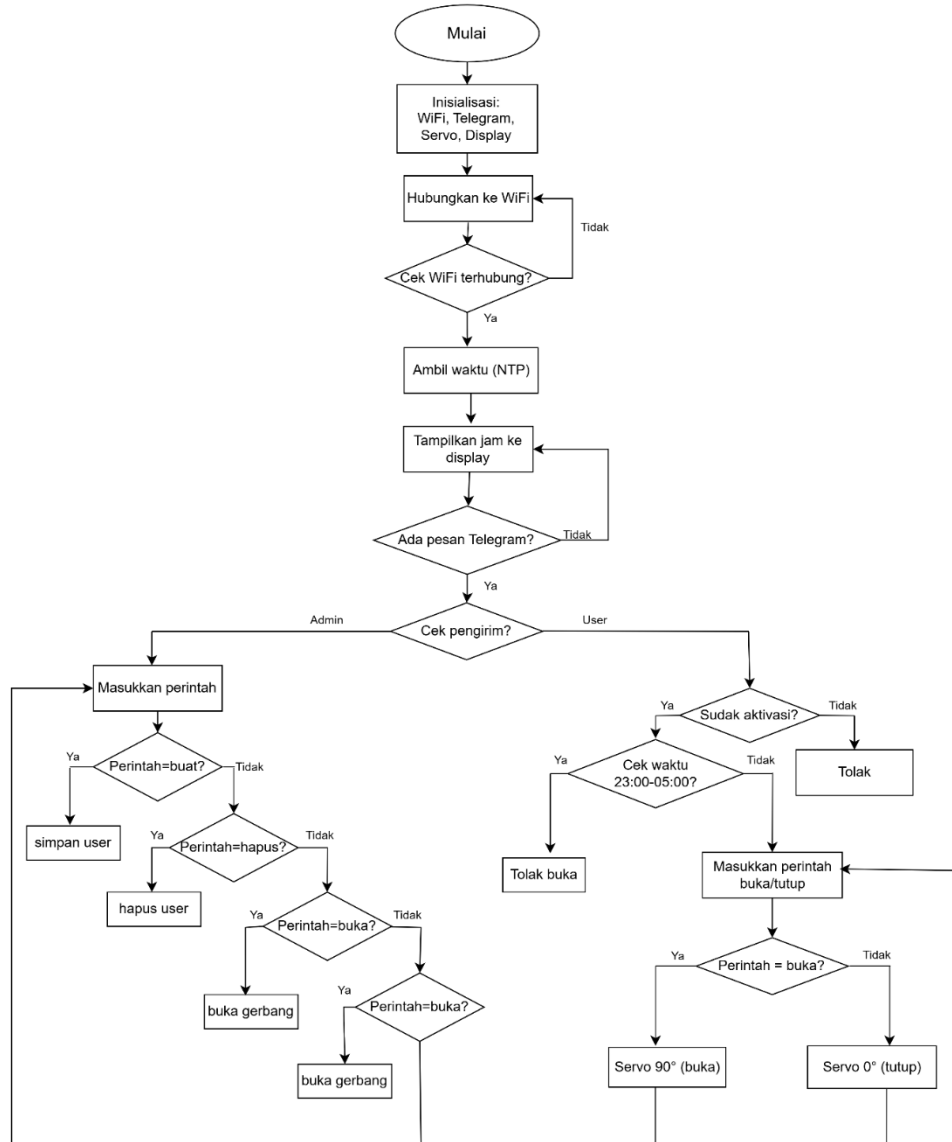 Mulai
Inisialisasi:
WiFi, Telegram,
Servo, Display
Hubungkan ke WiFi
Tidak
Cek WiFi terhubung?
Ya
Ambil waktu (NTP)
Tampilkan jam ke
display
Ada pesan Telegram?
Tidak
Ya
Admin
Cek pengirim?
User
Masukkan perintah
Ya
Sudak aktivasi?
Tidak
Ya
Perintah=buat?
Tidak
Ya
Cek waktu
23:00-05:00?
Tidak
Tolak
simpan user
Ya
Perintah=hapus?
Tidak
Tolak buka
Masukkan perintah
buka/tutup
hapus user
Ya
Perintah=buka?
Tidak
Ya
Perintah = buka?
Tidak
buka gerbang
Ya
Perintah=buka?
buka gerbang
Servo 90° (buka)
Servo 0° (tutup)